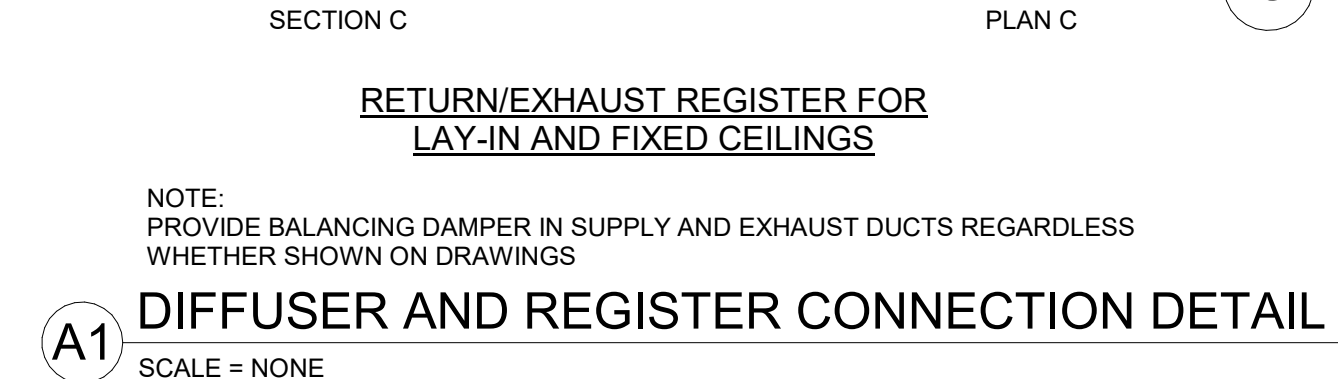 SECTION C
PLAN C
RETURN/EXHAUST REGISTER FOR
LAY-IN AND FIXED CEILINGS
NOTE:
PROVIDE BALANCING DAMPER IN SUPPLY AND EXHAUST DUCTS REGARDLESS
WHETHER SHOWN ON DRAWINGS
A1
DIFFUSER AND REGISTER CONNECTION DETAIL
SCALE = NONE